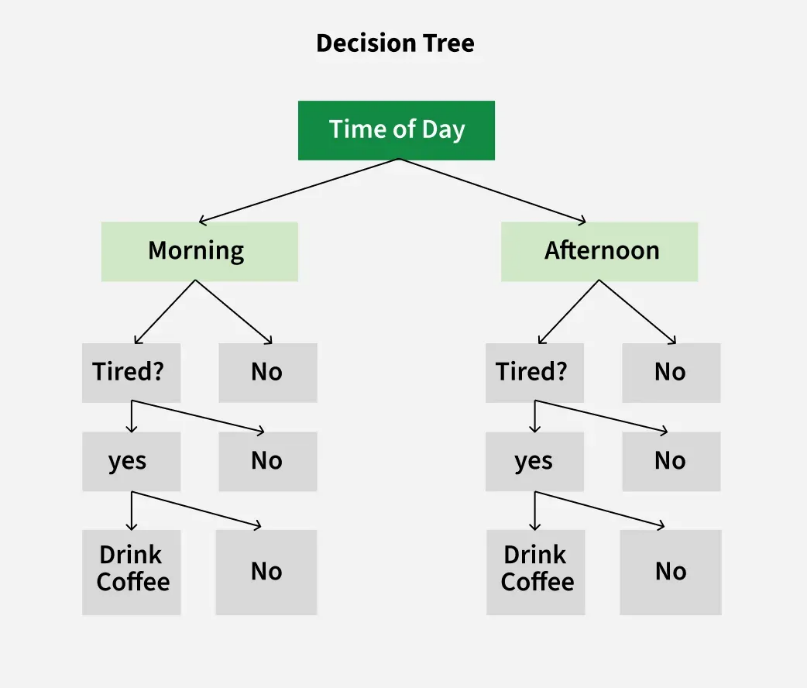 Decision Tree
Time of Day
Morning
Afternoon
Tired?
No
Tired?
No
yes
No
yes
No
Drink
Coffee
No
Drink
Coffee
No